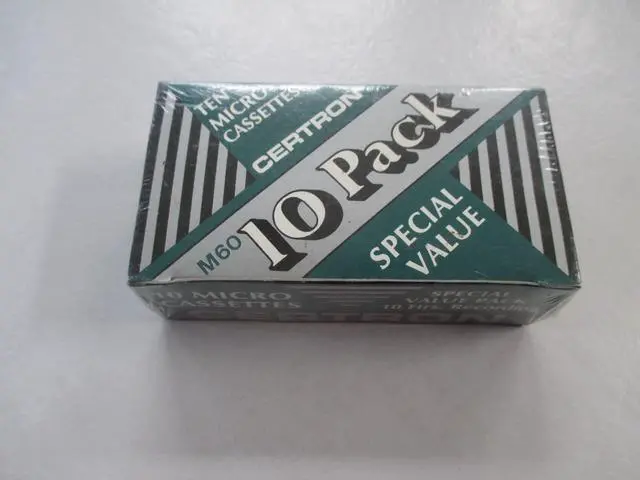 TEN
MICRO
CASSETTES
CERTRON
M60
10 Pack
SPECIAL
VALUE
10 MICRO
CASSETTES
SPECIAL
VALUE PACK
10 Hrs. Recording